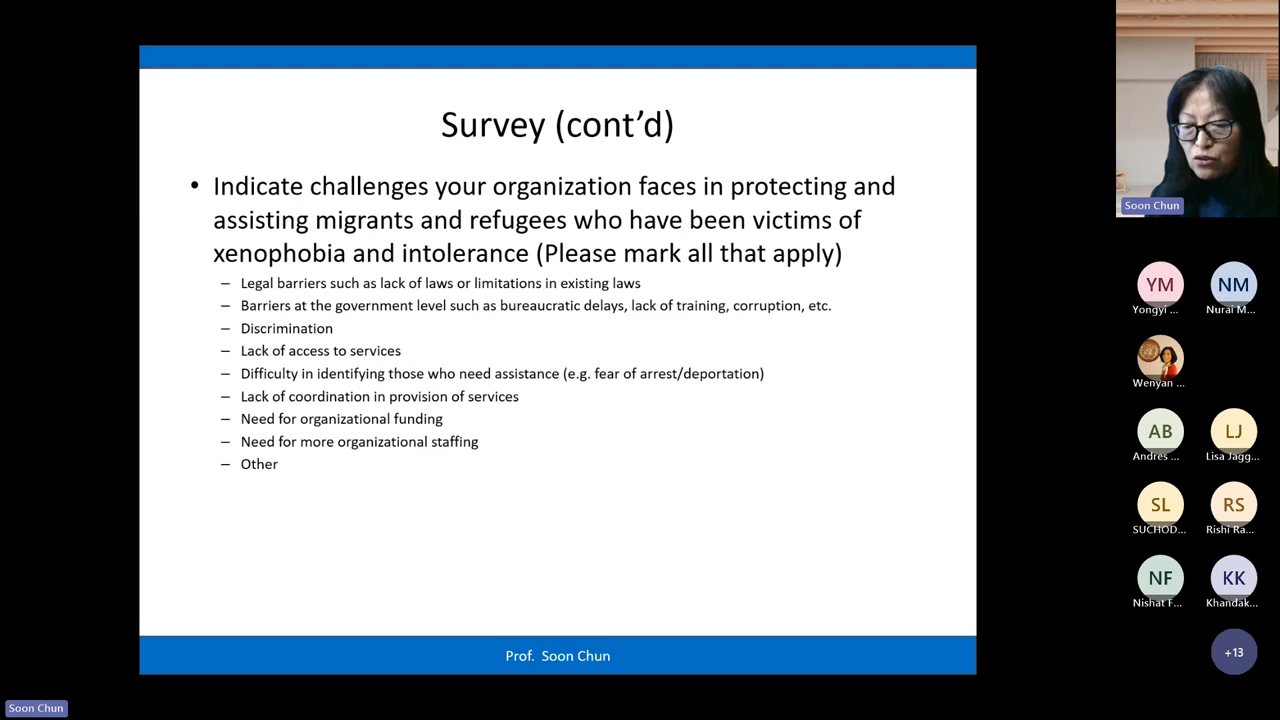 Survey (cont’d)
• Indicate challenges your organization faces in protecting and
assisting migrants and refugees who have been victims of
xenophobia and intolerance (Please mark all that apply)
– Legal barriers such as lack of laws or limitations in existing laws
– Barriers at the government level such as bureaucratic delays, lack of training, corruption, etc.
– Discrimination
– Lack of access to services
– Difficulty in identifying those who need assistance (e.g. fear of arrest/deportation)
– Lack of coordination in provision of services
– Need for organizational funding
– Need for more organizational staffing
– Other
Prof. Soon Chun
Soon Chun
YM
Yongyi ...
NM
Nurai M...
Wenyan ...
AB
Andres ...
LJ
Lisa Jagg...
SL
SUCHOD...
RS
Rishi Ra...
NF
Nishat F...
KK
Khandak...
+13
Soon Chun